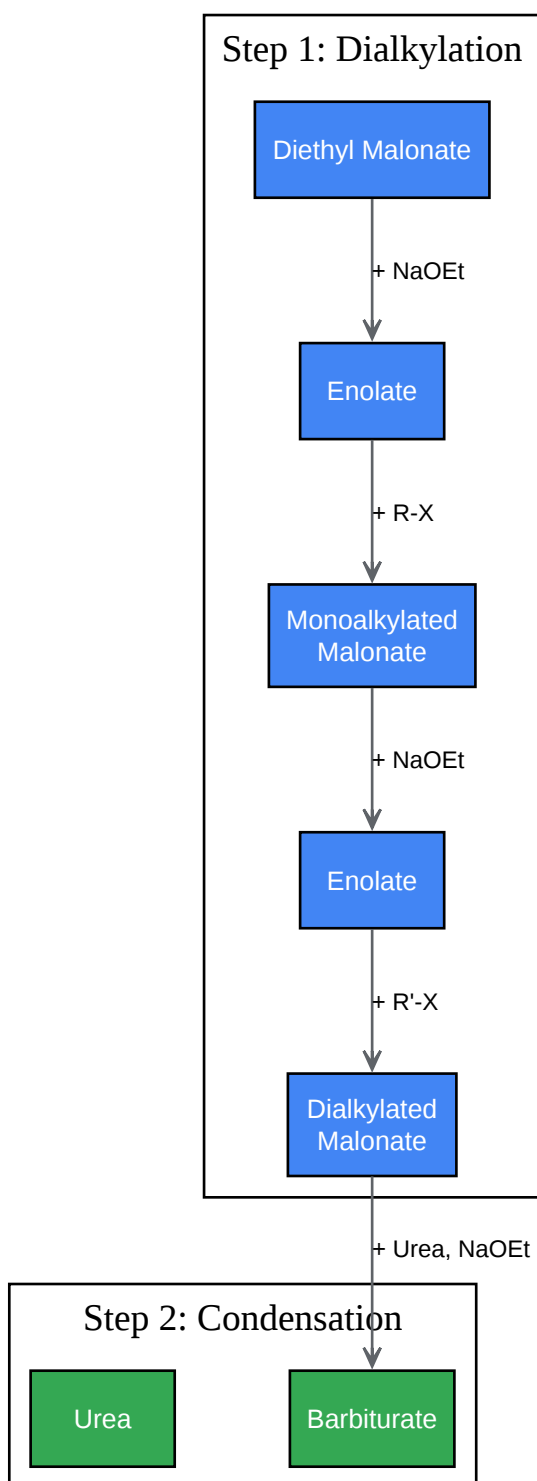 Step 1: Dialkylation
Diethyl Malonate
+ NaOEt
Enolate
+ R-X
Monoalkylated
Malonate
+ NaOEt
Enolate
+ R'-X
Dialkylated
Malonate
+ Urea, NaOEt
Step 2: Condensation
Urea
Barbiturate